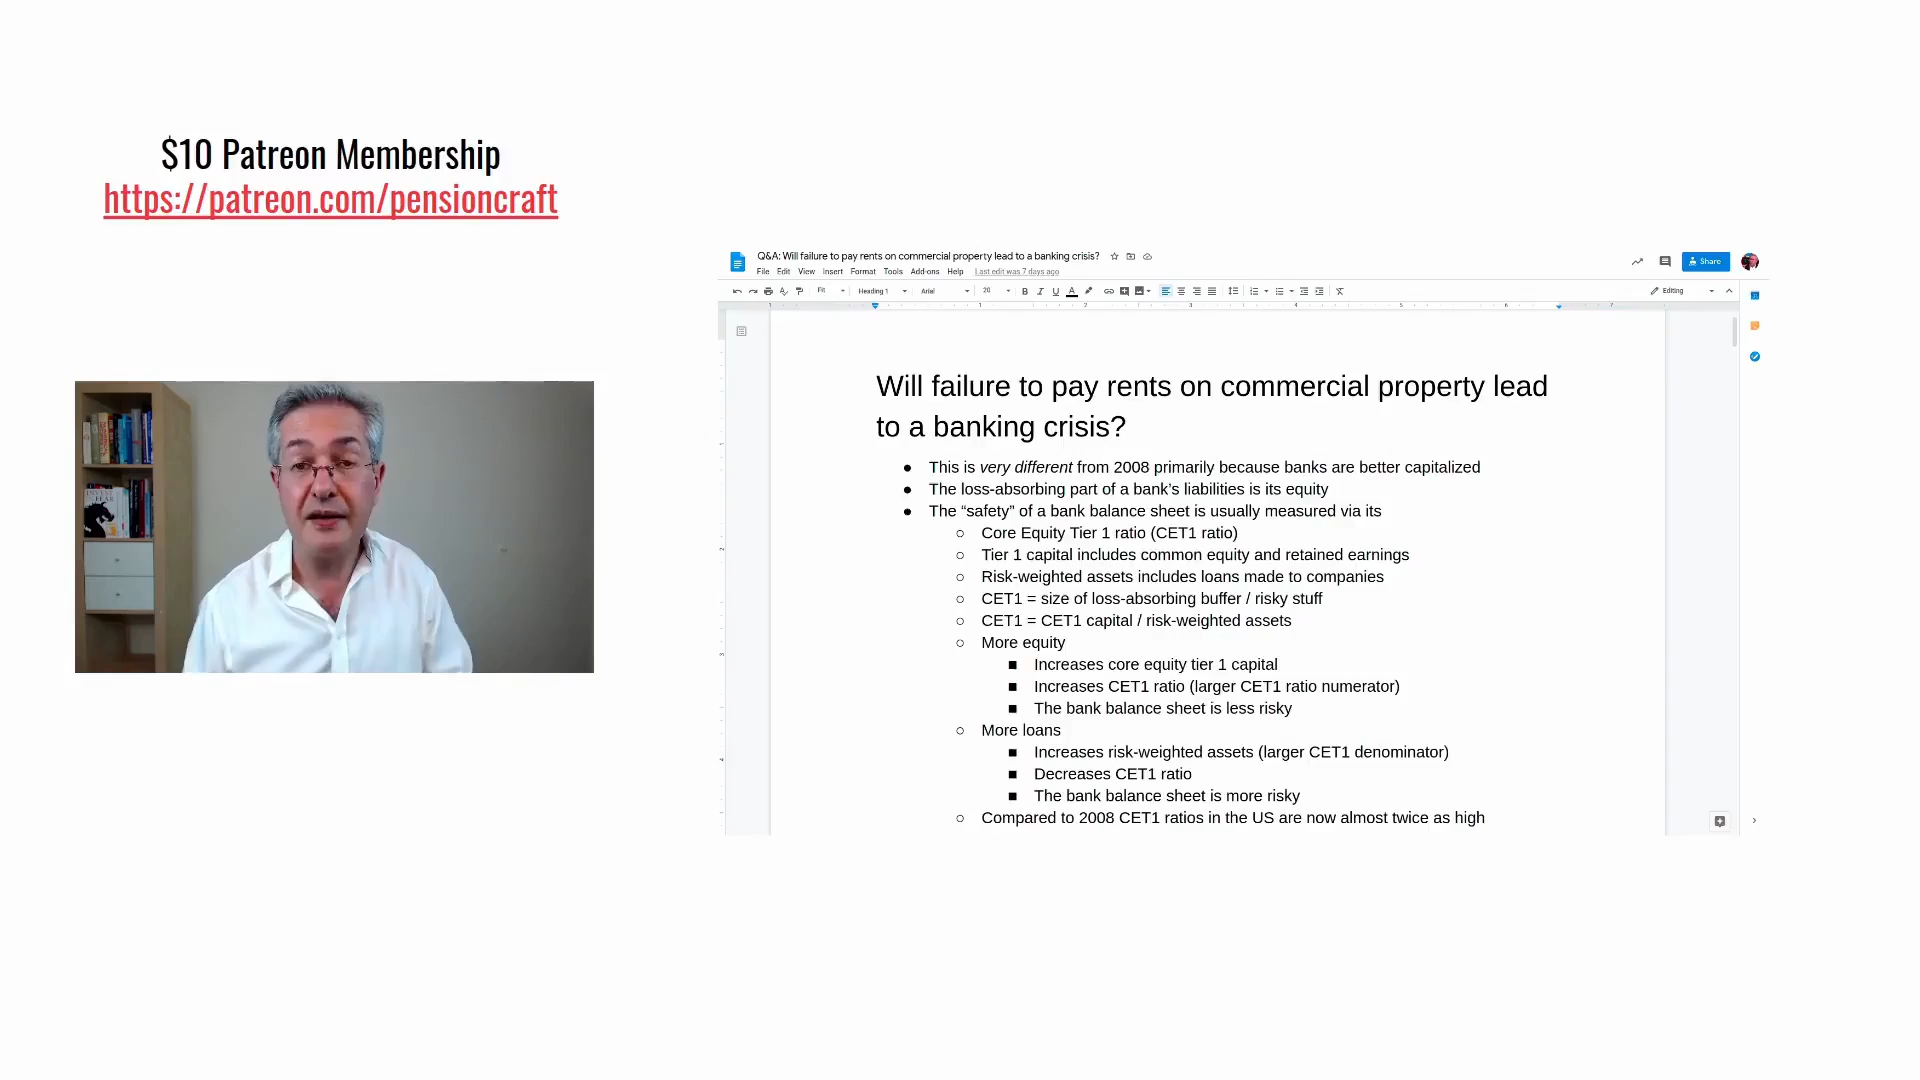 $10 Patreon Membership
https://patreon.com/pensioncraft
Q&A: Will failure to pay rents on commercial property lead to a banking crisis?
File Edit View Insert Format Tools Add-ons Help Last edit was 7 days ago
Share
Fit Heading 1 Arial 20 Editing
Will failure to pay rents on commercial property lead
to a banking crisis?
● This is very different from 2008 primarily because banks are better capitalized
● The loss-absorbing part of a bank’s liabilities is its equity
● The “safety” of a bank balance sheet is usually measured via its
○ Core Equity Tier 1 ratio (CET1 ratio)
○ Tier 1 capital includes common equity and retained earnings
○ Risk-weighted assets includes loans made to companies
○ CET1 = size of loss-absorbing buffer / risky stuff
○ CET1 = CET1 capital / risk-weighted assets
○ More equity
■ Increases core equity tier 1 capital
■ Increases CET1 ratio (larger CET1 ratio numerator)
■ The bank balance sheet is less risky
○ More loans
■ Increases risk-weighted assets (larger CET1 denominator)
■ Decreases CET1 ratio
■ The bank balance sheet is more risky
○ Compared to 2008 CET1 ratios in the US are now almost twice as high
INVEST
FEAR